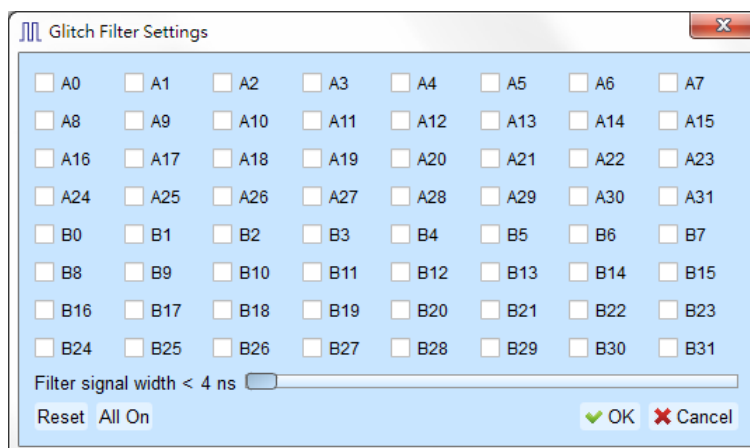 Glitch Filter Settings
A0 A1 A2 A3 A4 A5 A6 A7
A8 A9 A10 A11 A12 A13 A14 A15
A16 A17 A18 A19 A20 A21 A22 A23
A24 A25 A26 A27 A28 A29 A30 A31
B0 B1 B2 B3 B4 B5 B6 B7
B8 B9 B10 B11 B12 B13 B14 B15
B16 B17 B18 B19 B20 B21 B22 B23
B24 B25 B26 B27 B28 B29 B30 B31
Filter signal width < 4 ns
Reset All On OK Cancel